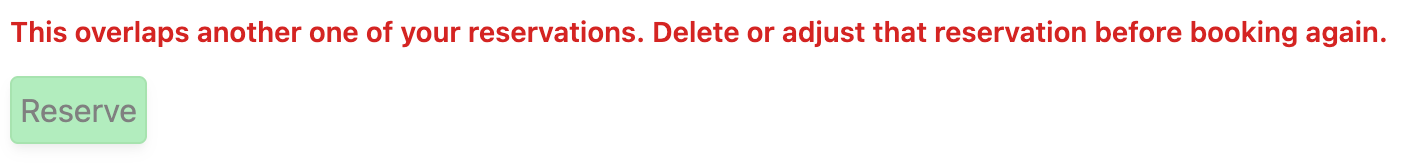 This overlaps another one of your reservations. Delete or adjust that reservation before booking again.
Reserve